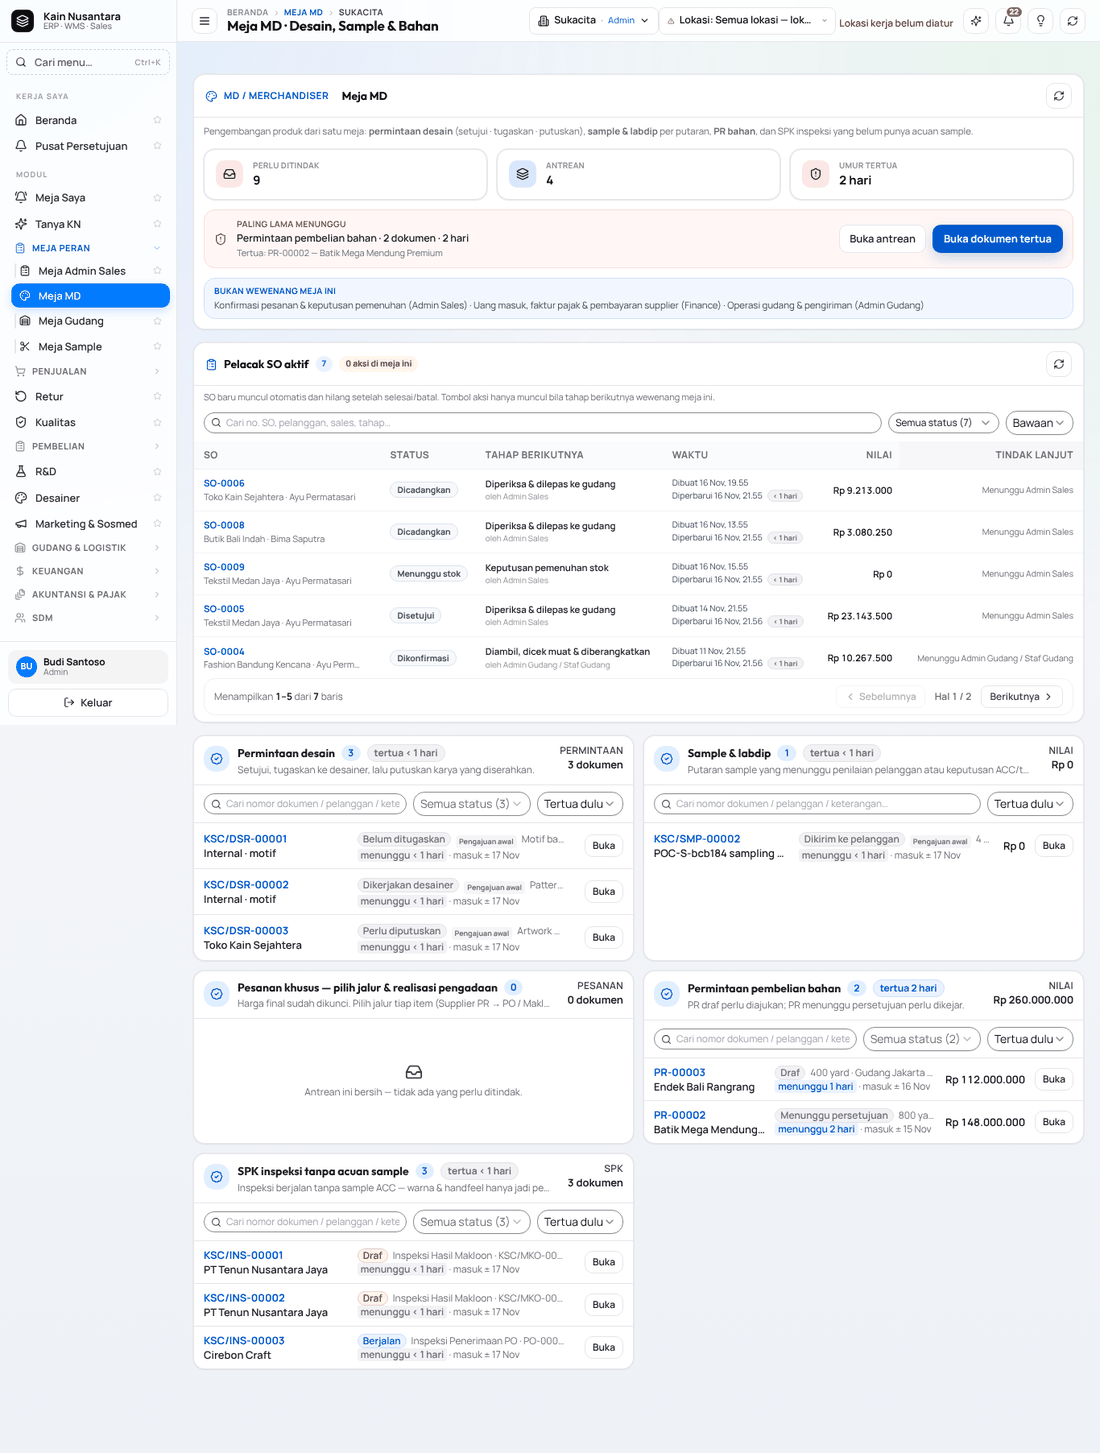 Kain Nusantara
ERP · WMS · Sales
Cari menu...
Ctrl+K
KERJA SAYA
Beranda
Pusat Persetujuan
MODUL
Meja Saya
Tanya KN
MEJA PERAN
Meja Admin Sales
Meja MD
Meja Gudang
Meja Sample
PENJUALAN
Retur
Kualitas
PEMBELIAN
R&D
Desainer
Marketing & Sosmed
GUDANG & LOGISTIK
KEUANGAN
AKUNTANSI & PAJAK
SDM
BU
Budi Santoso
Admin
Keluar
BERANDA › MEJA MD › SUKACITA
Meja MD · Desain, Sample & Bahan
Sukacita · Admin
Lokasi: Semua lokasi — lok...
Lokasi kerja belum diatur
22
MD / MERCHANDISER
Meja MD
Pengembangan produk dari satu meja: permintaan desain (setujui · tugaskan · putuskan), sample & labdip per putaran, PR bahan, dan SPK inspeksi yang belum punya acuan sample.
PERLU DITINDAK
9
ANTREAN
4
UMUR TERTUA
2 hari
PALING LAMA MENUNGGU
Permintaan pembelian bahan · 2 dokumen · 2 hari
Tertua: PR-00002 — Batik Mega Mendung Premium
Buka antrean
Buka dokumen tertua
BUKAN WEWENANG MEJA INI
Konfirmasi pesanan & keputusan pemenuhan (Admin Sales) · Uang masuk, faktur pajak & pembayaran supplier (Finance) · Operasi gudang & pengiriman (Admin Gudang)
Pelacak SO aktif
7
0 aksi di meja ini
SO baru muncul otomatis dan hilang setelah selesai/batal. Tombol aksi hanya muncul bila tahap berikutnya wewenang meja ini.
Cari no. SO, pelanggan, sales, tahap...
Semua status (7)
Bawaan
SO STATUS TAHAP BERIKUTNYA WAKTU NILAI TINDAK LANJUT
SO-0006
Toko Kain Sejahtera · Ayu Permatasari
Dicadangkan
Diperiksa & dilepas ke gudang
oleh Admin Sales
Dibuat 16 Nov, 19.55
Diperbarui 16 Nov, 21.55 < 1 hari
Rp 9.213.000
Menunggu Admin Sales
SO-0008
Butik Bali Indah · Bima Saputra
Dicadangkan
Diperiksa & dilepas ke gudang
oleh Admin Sales
Dibuat 16 Nov, 13.55
Diperbarui 16 Nov, 21.55 < 1 hari
Rp 3.080.250
Menunggu Admin Sales
SO-0009
Tekstil Medan Jaya · Ayu Permatasari
Menunggu stok
Keputusan pemenuhan stok
oleh Admin Sales
Dibuat 16 Nov, 15.55
Diperbarui 16 Nov, 21.55 < 1 hari
Rp 0
Menunggu Admin Sales
SO-0005
Tekstil Medan Jaya · Ayu Permatasari
Disetujui
Diperiksa & dilepas ke gudang
oleh Admin Sales
Dibuat 14 Nov, 21.55
Diperbarui 16 Nov, 21.56 < 1 hari
Rp 23.143.500
Menunggu Admin Sales
SO-0004
Fashion Bandung Kencana · Ayu Perm...
Dikonfirmasi
Diambil, dicek muat & diberangkatkan
oleh Admin Gudang / Staf Gudang
Dibuat 11 Nov, 21.55
Diperbarui 16 Nov, 21.56 < 1 hari
Rp 10.267.500
Menunggu Admin Gudang / Staf Gudang
Menampilkan 1–5 dari 7 baris
Sebelumnya
Hal 1 / 2
Berikutnya
Permintaan desain 3 tertua < 1 hari
Setujui, tugaskan ke desainer, lalu putuskan karya yang diserahkan.
PERMINTAAN
3 dokumen
Cari nomor dokumen / pelanggan / kete
Semua status (3)
Tertua dulu
KSC/DSR-00001
Internal · motif
Belum ditugaskan Pengajuan awal Motif ba...
menunggu < 1 hari · masuk ± 17 Nov
Buka
KSC/DSR-00002
Internal · motif
Dikerjakan desainer Pengajuan awal Patter...
menunggu < 1 hari · masuk ± 17 Nov
Buka
KSC/DSR-00003
Toko Kain Sejahtera
Perlu diputuskan Pengajuan awal Artwork ...
menunggu < 1 hari · masuk ± 17 Nov
Buka
Sample & labdip 1 tertua < 1 hari
Putaran sample yang menunggu penilaian pelanggan atau keputusan ACC/t...
NILAI
Rp 0
Cari nomor dokumen / pelanggan / keterangan...
Tertua dulu
KSC/SMP-00002
POC-S-bcb184 sampling ...
Dikirim ke pelanggan Pengajuan awal 4 ...
menunggu < 1 hari · masuk ± 17 Nov
Rp 0
Buka
Pesanan khusus — pilih jalur & realisasi pengadaan 0
Harga final sudah dikunci. Pilih jalur tiap item (Supplier PR → PO / Makl...
PESANAN
0 dokumen
Antrean ini bersih — tidak ada yang perlu ditindak.
Permintaan pembelian bahan 2 tertua 2 hari
PR draf perlu diajukan; PR menunggu persetujuan perlu dikejar.
NILAI
Rp 260.000.000
Cari nomor dokumen / pelanggan / kete
Semua status (2)
Tertua dulu
PR-00003
Endek Bali Rangrang
Draf 400 yard · Gudang Jakarta ...
menunggu 1 hari · masuk ± 16 Nov
Rp 112.000.000
Buka
PR-00002
Batik Mega Mendung...
Menunggu persetujuan 800 ya...
menunggu 2 hari · masuk ± 15 Nov
Rp 148.000.000
Buka
SPK inspeksi tanpa acuan sample 3 tertua < 1 hari
Inspeksi berjalan tanpa sample ACC — warna & handfeel hanya jadi pe...
SPK
3 dokumen
Cari nomor dokumen / pelanggan / kete
Semua status (3)
Tertua dulu
KSC/INS-00001
PT Tenun Nusantara Jaya
Draf Inspeksi Hasil Makloon · KSC/MKO-00...
menunggu < 1 hari · masuk ± 17 Nov
Buka
KSC/INS-00002
PT Tenun Nusantara Jaya
Draf Inspeksi Hasil Makloon · KSC/MKO-00...
menunggu < 1 hari · masuk ± 17 Nov
Buka
KSC/INS-00003
Cirebon Craft
Berjalan Inspeksi Penerimaan PO · PO-000...
menunggu < 1 hari · masuk ± 17 Nov
Buka